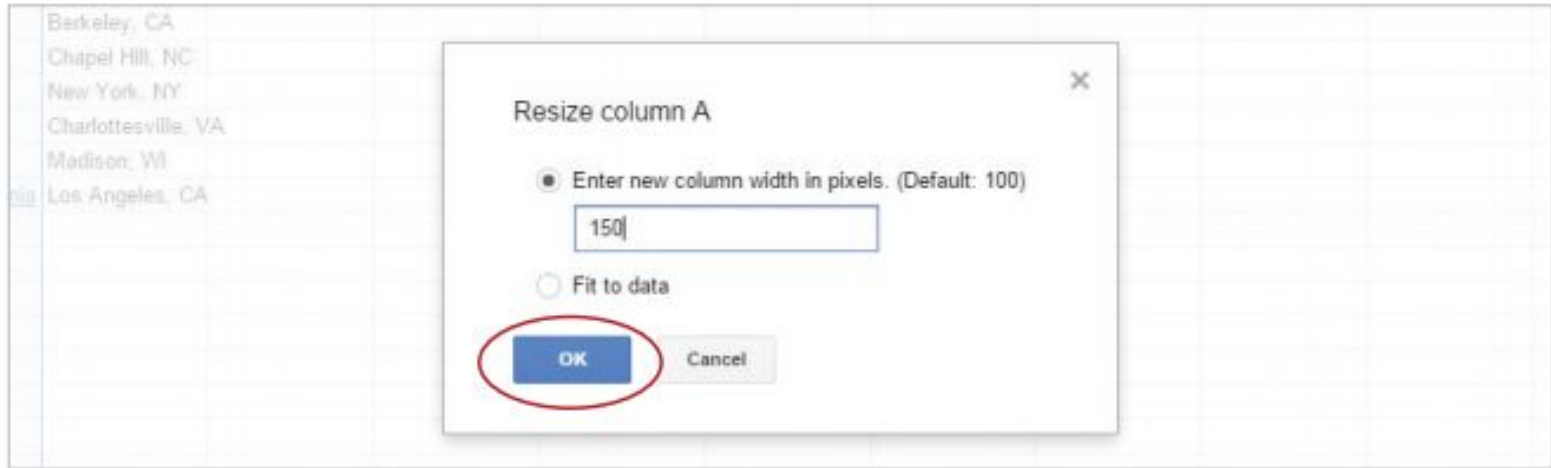 Berkeley, CA
Chapel Hill, NC
New York, NY
Charlottesville, VA
Madison, WI
nia Los Angeles, CA
×
Resize column A
Enter new column width in pixels. (Default: 100)
150
Fit to data
OK Cancel